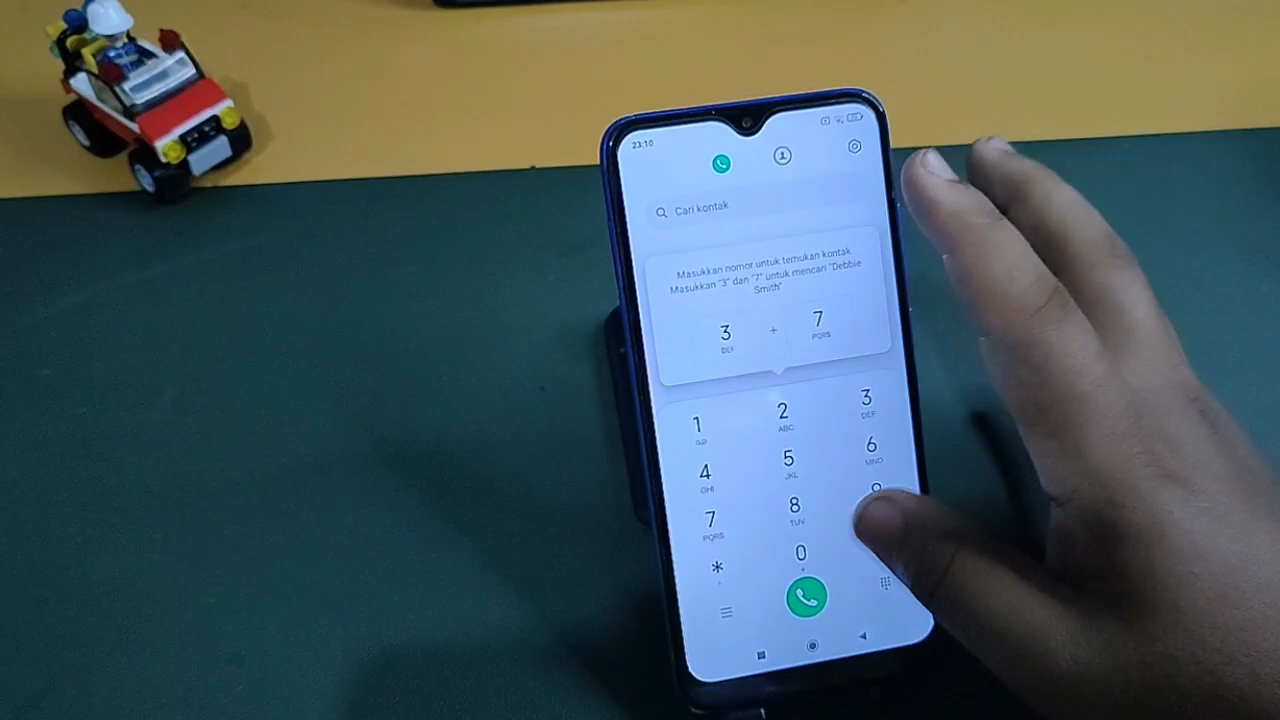 23:10
Cari kontak
Masukkan nomor untuk temukan kontak
Masukkan "3" dan "7" untuk mencari "Debbie
Smith"
3 + 7
DEF PQRS
1 2 3
ABC DEF
4 5 6
GHI JKL MNO
7 8 9
PQRS TUV
* 0
+